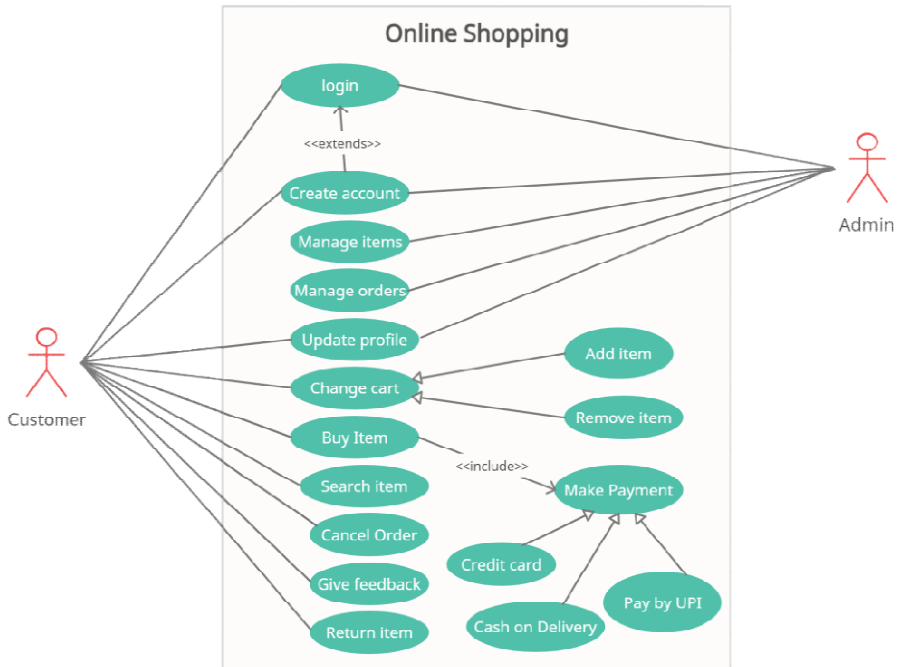 Online Shopping
login
<<extends>>
Create account
Manage items
Manage orders
Update profile
Change cart
Buy Item
Search item
Cancel Order
Give feedback
Return item
Add item
Remove item
<<include>>
Make Payment
Credit card
Cash on Delivery
Pay by UPI
Customer
Admin